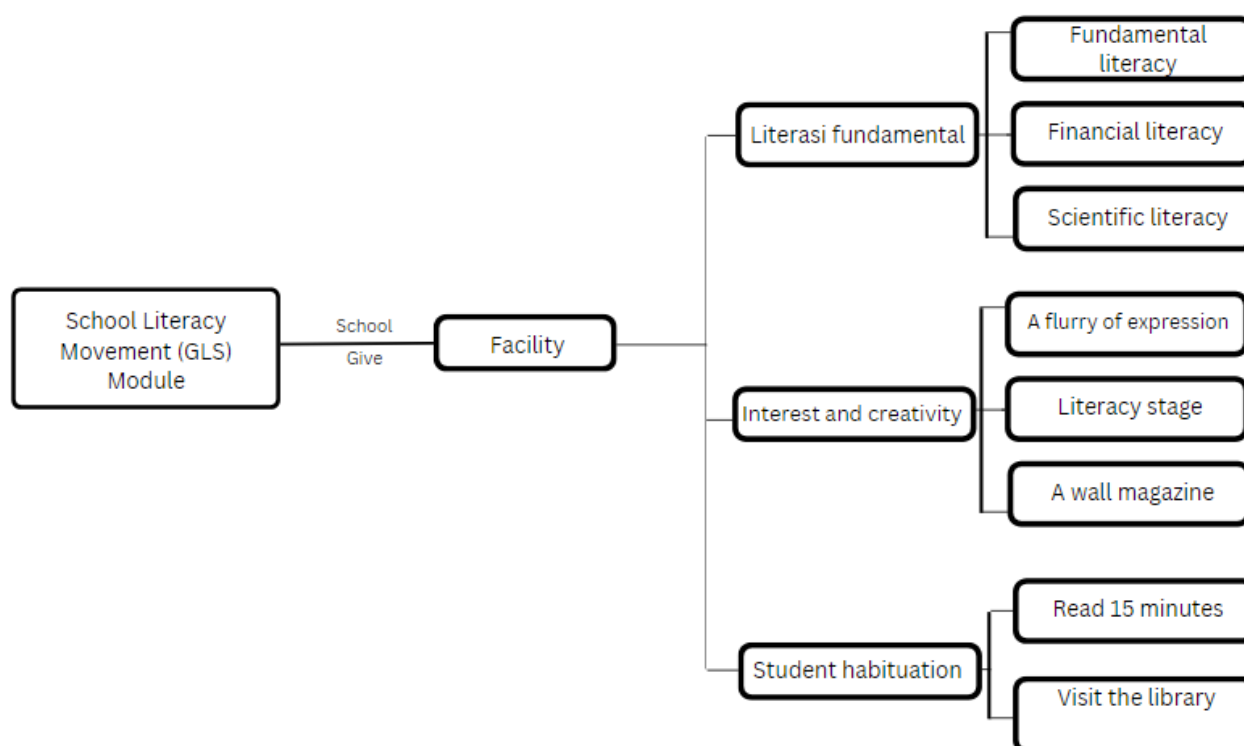 School Literacy
Movement (GLS)
Module
School
Give
Facility
Literasi fundamental
Fundamental
literacy
Financial literacy
Scientific literacy
Interest and creativity
A flurry of expression
Literacy stage
A wall magazine
Student habituation
Read 15 minutes
Visit the library